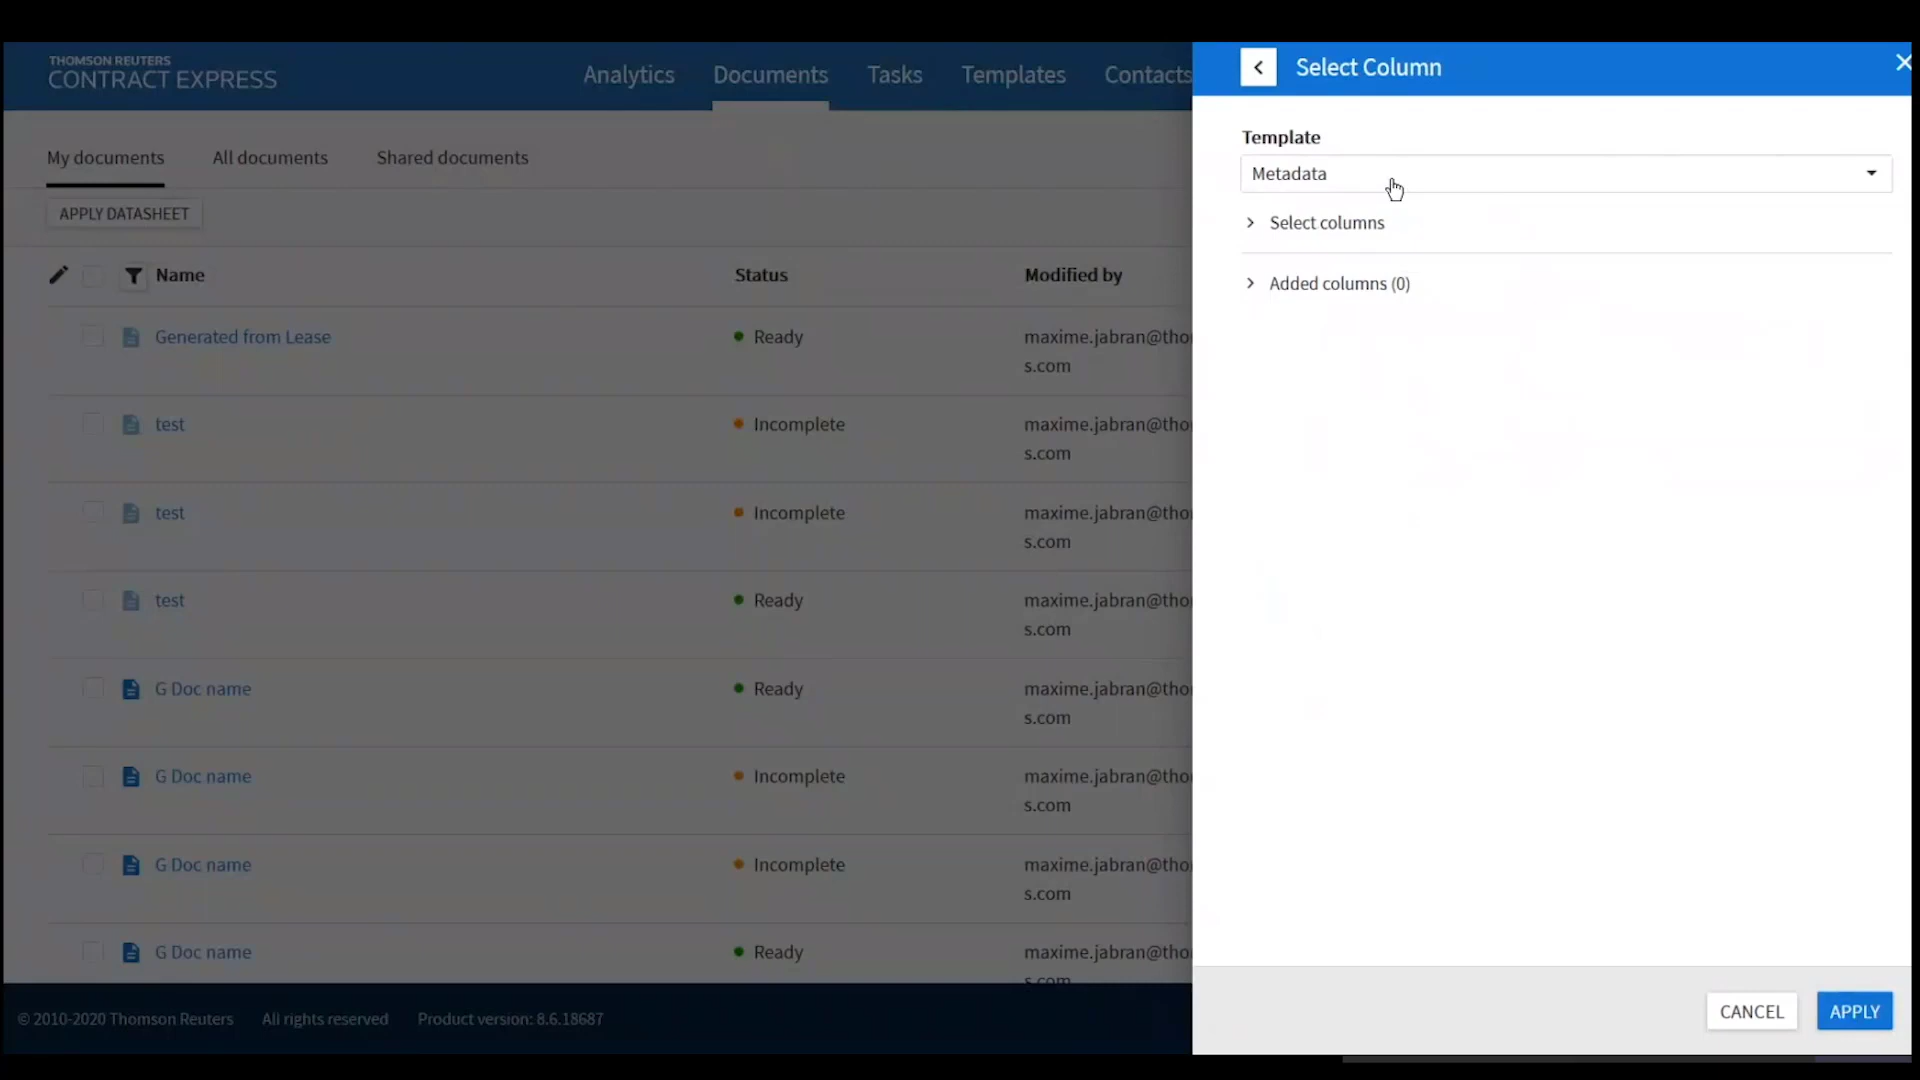 THOMSON REUTERS
CONTRACT EXPRESS
Analytics
Documents
Tasks
Templates
Contacts
My documents
All documents
Shared documents
APPLY DATASHEET
Name
Status
Modified by
Generated from Lease
Ready
maxime.jabran@tho
s.com
test
Incomplete
maxime.jabran@tho
s.com
test
Incomplete
maxime.jabran@tho
s.com
test
Ready
maxime.jabran@tho
s.com
G Doc name
Ready
maxime.jabran@tho
s.com
G Doc name
Incomplete
maxime.jabran@tho
s.com
G Doc name
Incomplete
maxime.jabran@tho
s.com
G Doc name
Ready
maxime.jabran@tho
s.com
© 2010-2020 Thomson Reuters
All rights reserved
Product version: 8.6.18687
Select Column
Template
Metadata
Select columns
Added columns (0)
CANCEL
APPLY